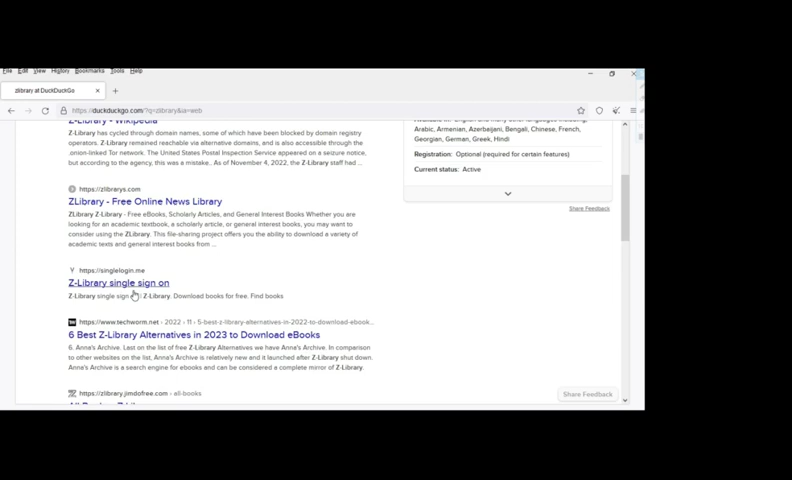 File Edit View History Bookmarks Tools Help
zlibrary at DuckDuckGo
https://duckduckgo.com/?q=zlibrary&ia=web
Z-Library - Wikipedia
Z-Library has cycled through domain names, some of which have been blocked by domain registry
operators. Z-Library remained reachable via alternative domains, and is also accessible through the
.onion-linked Tor network. The United States Postal Inspection Service appeared on a seizure notice,
but according to the agency, this was a mistake.. As of November 4, 2022, the Z-Library staff had ...
https://zlibrarys.com
ZLibrary - Free Online News Library
ZLibrary Z-Library - Free eBooks, Scholarly Articles, and General Interest Books Whether you are
looking for an academic textbook, a scholarly article, or general interest books, you may want to
consider using the ZLibrary. This file-sharing project offers you the ability to download a variety of
academic texts and general interest books from ...
https://singlelogin.me
Z-Library single sign on
Z-Library single sign Z-Library. Download books for free. Find books
https://www.techworm.net › 2022 › 11 › 5-best-z-library-alternatives-in-2022-to-download-ebook...
6 Best Z-Library Alternatives in 2023 to Download eBooks
6. Anna's Archive. Last on the list of free Z-Library Alternatives we have Anna's Archive. In comparison
to other websites on the list, Anna's Archive is relatively new and it launched after Z-Library shut down.
Anna's Archive is a search engine for ebooks and can be considered a complete mirror of Z-Library.
https://zlibrary.jimdofree.com › all-books
Arabic, Armenian, Azerbaijani, Bengali, Chinese, French,
Georgian, German, Greek, Hindi
Registration: Optional (required for certain features)
Current status: Active
Share Feedback
Share Feedback